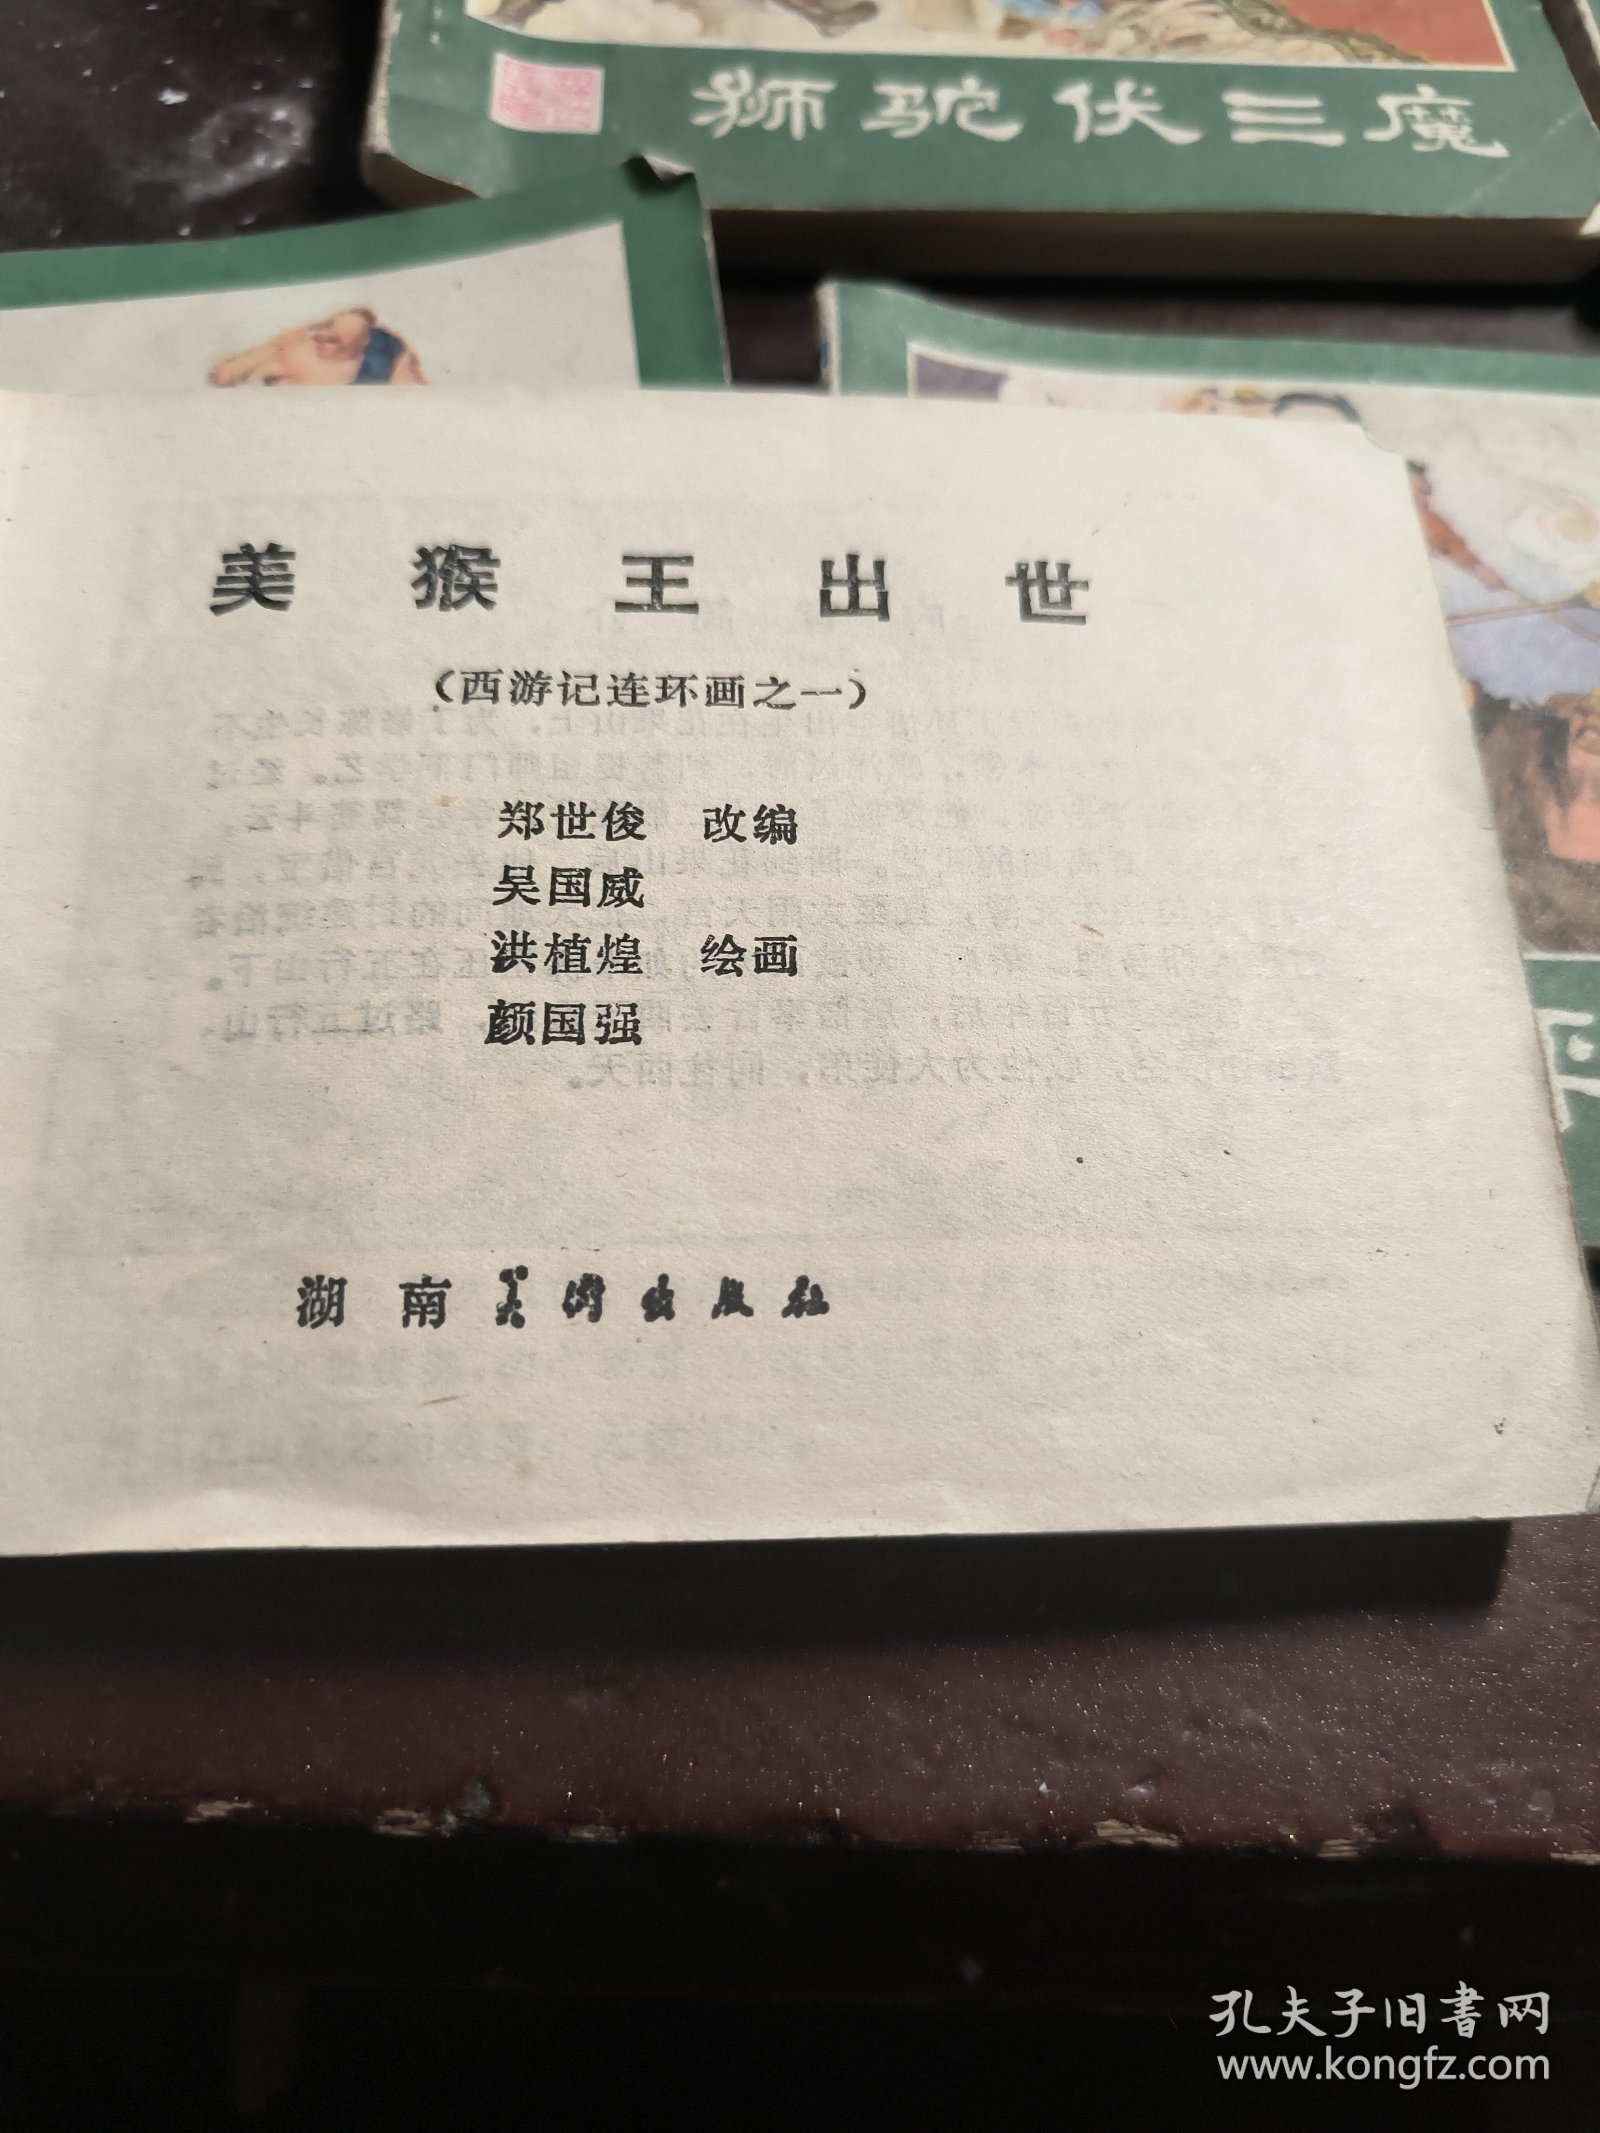 狮驼伏三魔
美猴王出世
（西游记连环画之一）
郑世俊 改编
吴国威
洪植煌 绘画
颜国强
湖南美术出版社
平
孔夫子旧书网
www.kongfz.com